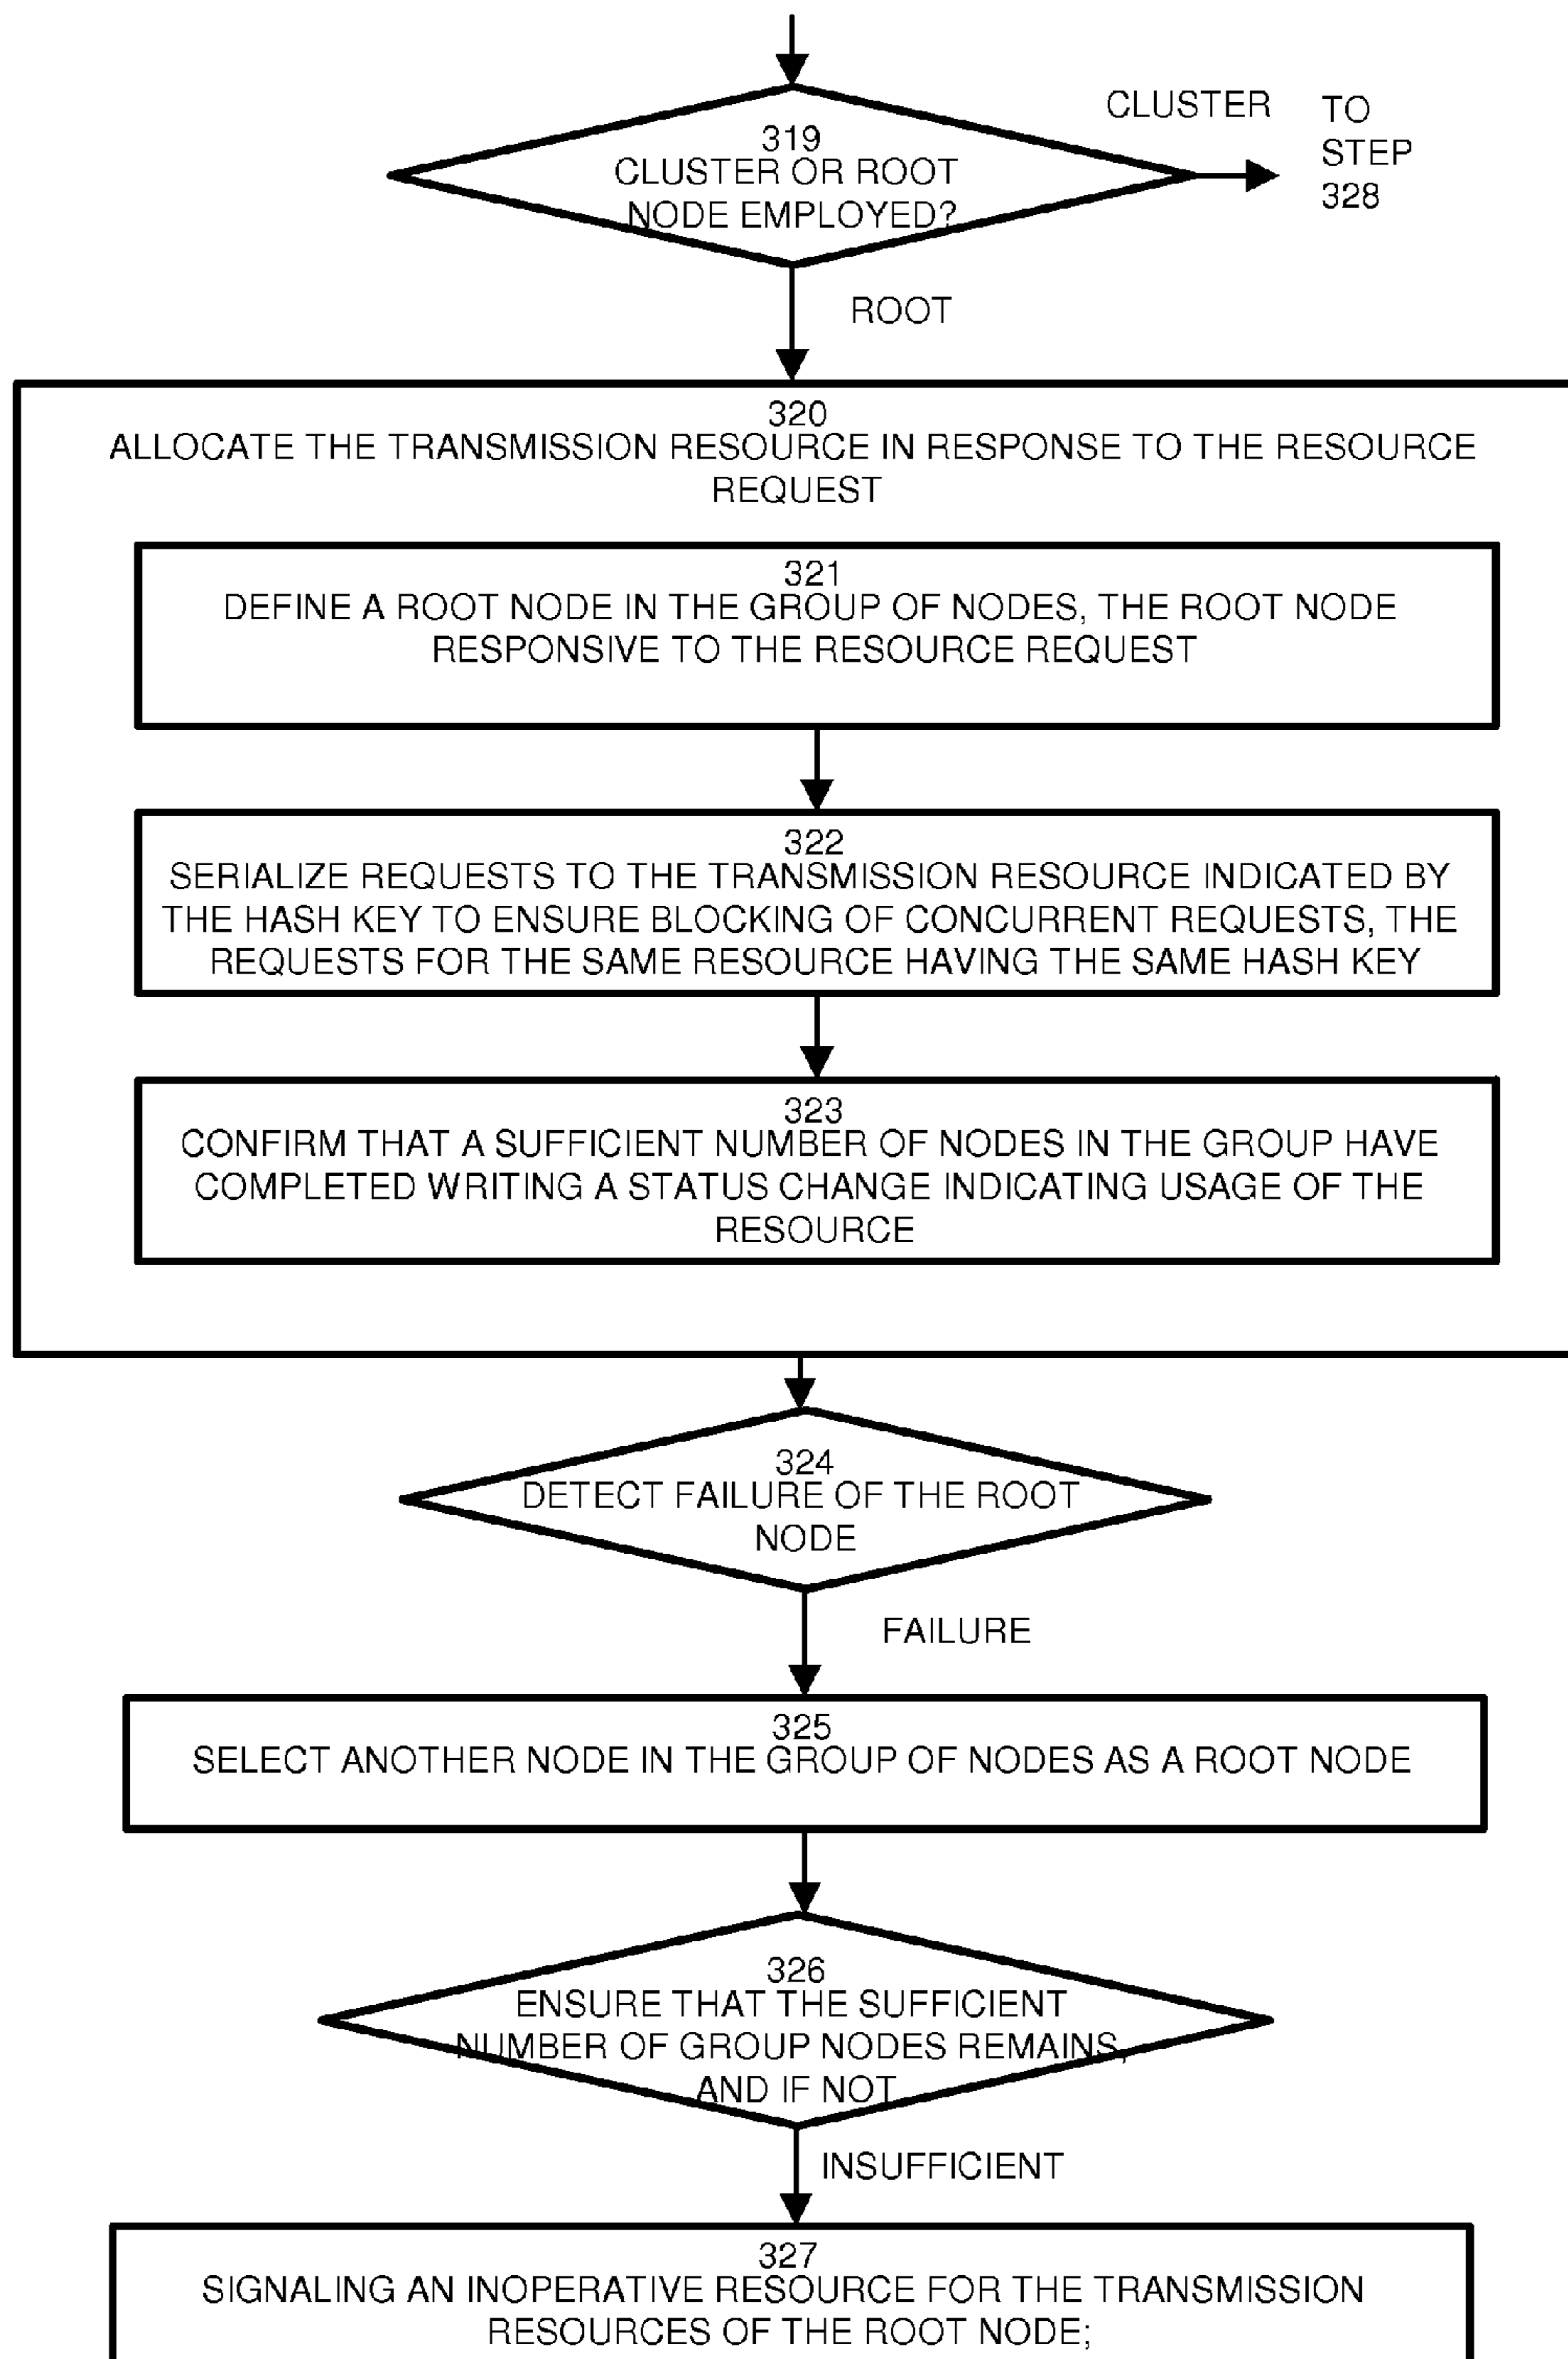 319
CLUSTER OR ROOT
NODE EMPLOYED?
CLUSTER
TO
STEP
328
ROOT
320
ALLOCATE THE TRANSMISSION RESOURCE IN RESPONSE TO THE RESOURCE
REQUEST
321
DEFINE A ROOT NODE IN THE GROUP OF NODES, THE ROOT NODE
RESPONSIVE TO THE RESOURCE REQUEST
322
SERIALIZE REQUESTS TO THE TRANSMISSION RESOURCE INDICATED BY
THE HASH KEY TO ENSURE BLOCKING OF CONCURRENT REQUESTS, THE
REQUESTS FOR THE SAME RESOURCE HAVING THE SAME HASH KEY
323
CONFIRM THAT A SUFFICIENT NUMBER OF NODES IN THE GROUP HAVE
COMPLETED WRITING A STATUS CHANGE INDICATING USAGE OF THE
RESOURCE
324
DETECT FAILURE OF THE ROOT
NODE
FAILURE
325
SELECT ANOTHER NODE IN THE GROUP OF NODES AS A ROOT NODE
326
ENSURE THAT THE SUFFICIENT
NUMBER OF GROUP NODES REMAINS,
AND IF NOT
INSUFFICIENT
327
SIGNALING AN INOPERATIVE RESOURCE FOR THE TRANSMISSION
RESOURCES OF THE ROOT NODE;